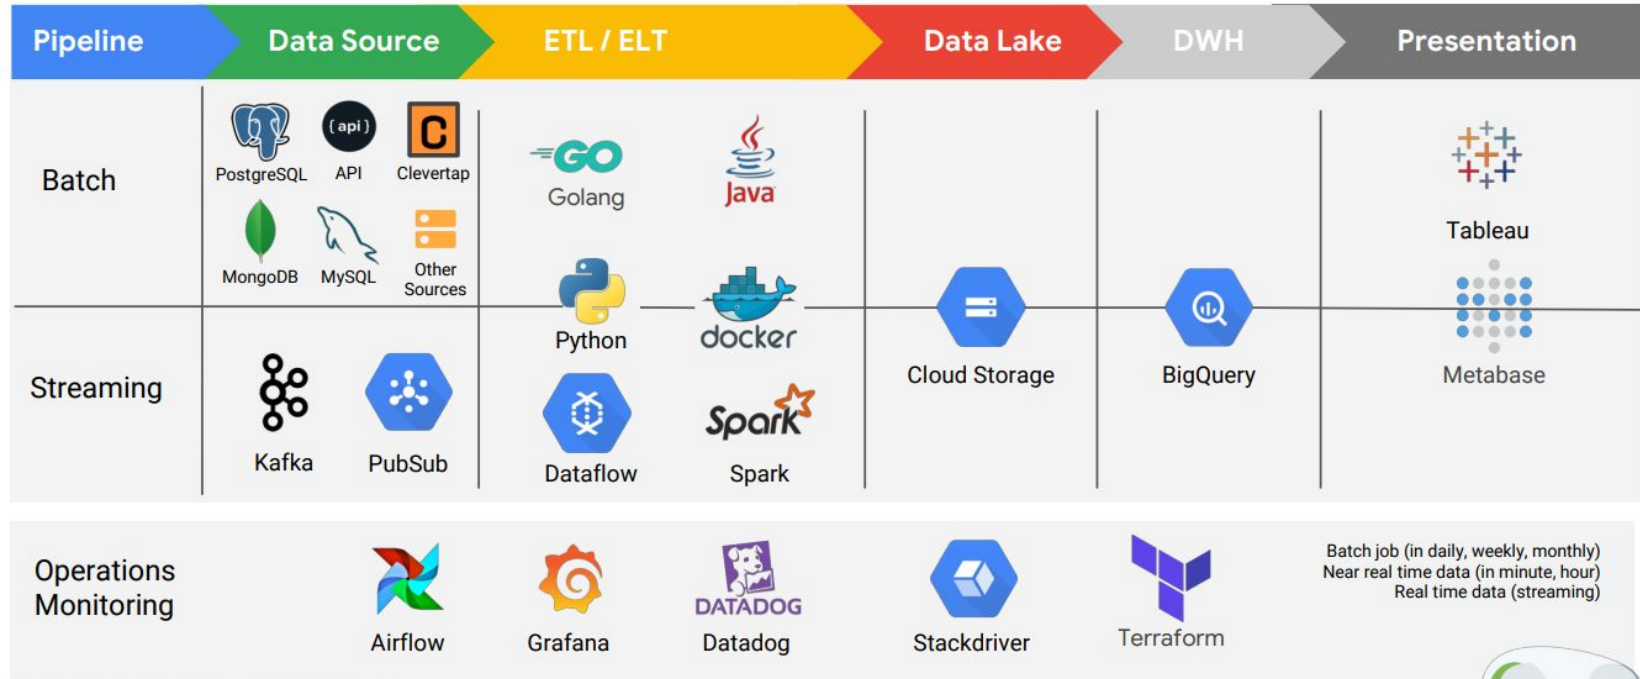 Pipeline
Data Source
ETL / ELT
Data Lake
DWH
Presentation
Batch
PostgreSQL
{ api }
API
C
Clevertap
MongoDB
MySQL
Other
Sources
GO
Golang
Java
Java
Python
docker
Tableau
Cloud Storage
BigQuery
Metabase
Streaming
Kafka
PubSub
Dataflow
Spark
Spark
Operations
Monitoring
Airflow
Grafana
DATADOG
Datadog
Stackdriver
Terraform
Batch job (in daily, weekly, monthly)
Near real time data (in minute, hour)
Real time data (streaming)